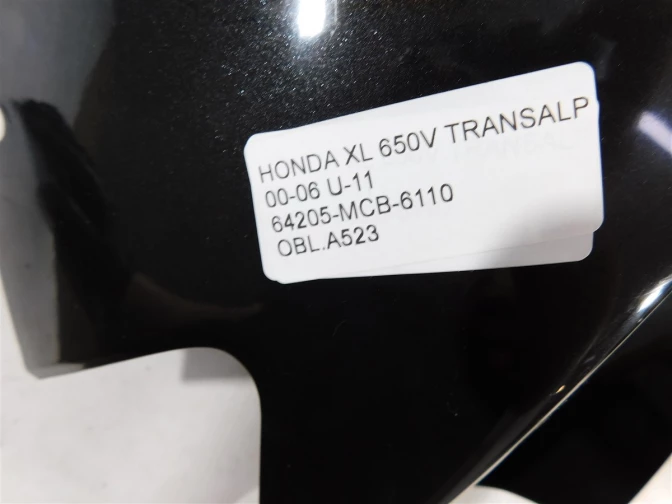 HONDA XL 650V TRANSALP
00-06 U-11
64205-MCB-6110
OBL.A523